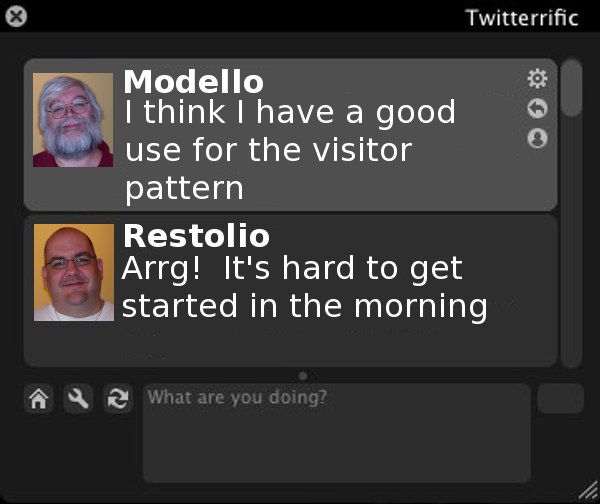 Twitterrific
Modello
I think I have a good
use for the visitor
pattern
Restolio
Arrg!  It's hard to get
started in the morning
What are you doing?